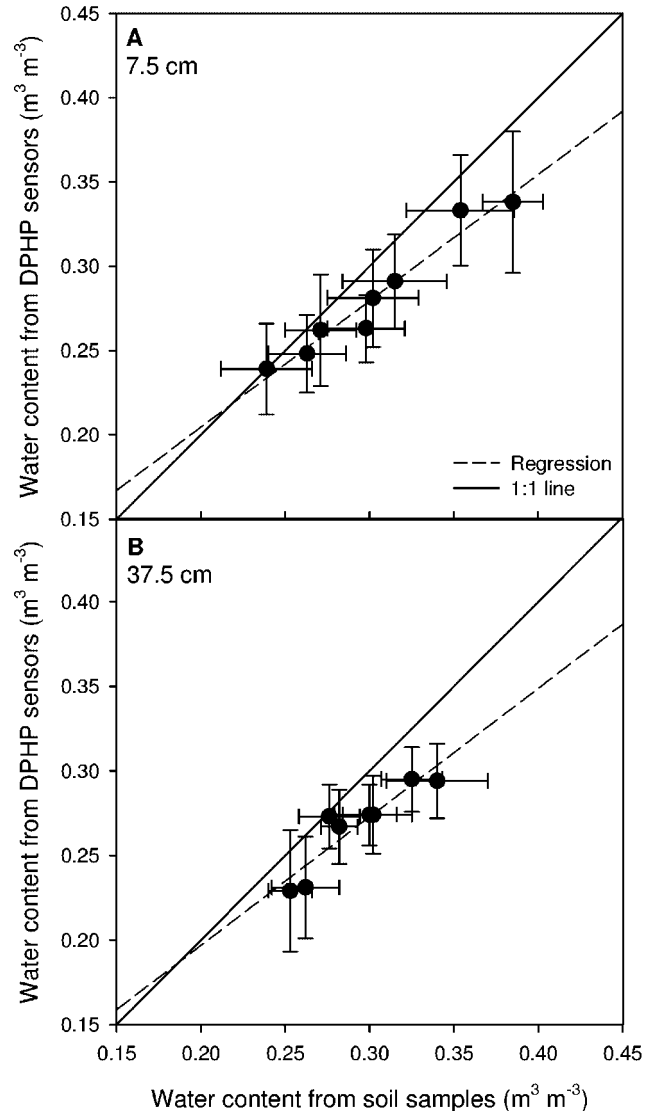 A
7.5 cm
Water content from DPHP sensors (m³ m⁻³)
0.45
0.40
0.35
0.30
0.25
0.20
0.15
Regression
1:1 line
B
37.5 cm
Water content from DPHP sensors (m³ m⁻³)
0.40
0.35
0.30
0.25
0.20
0.15
0.15 0.20 0.25 0.30 0.35 0.40 0.45
Water content from soil samples (m³ m⁻³)